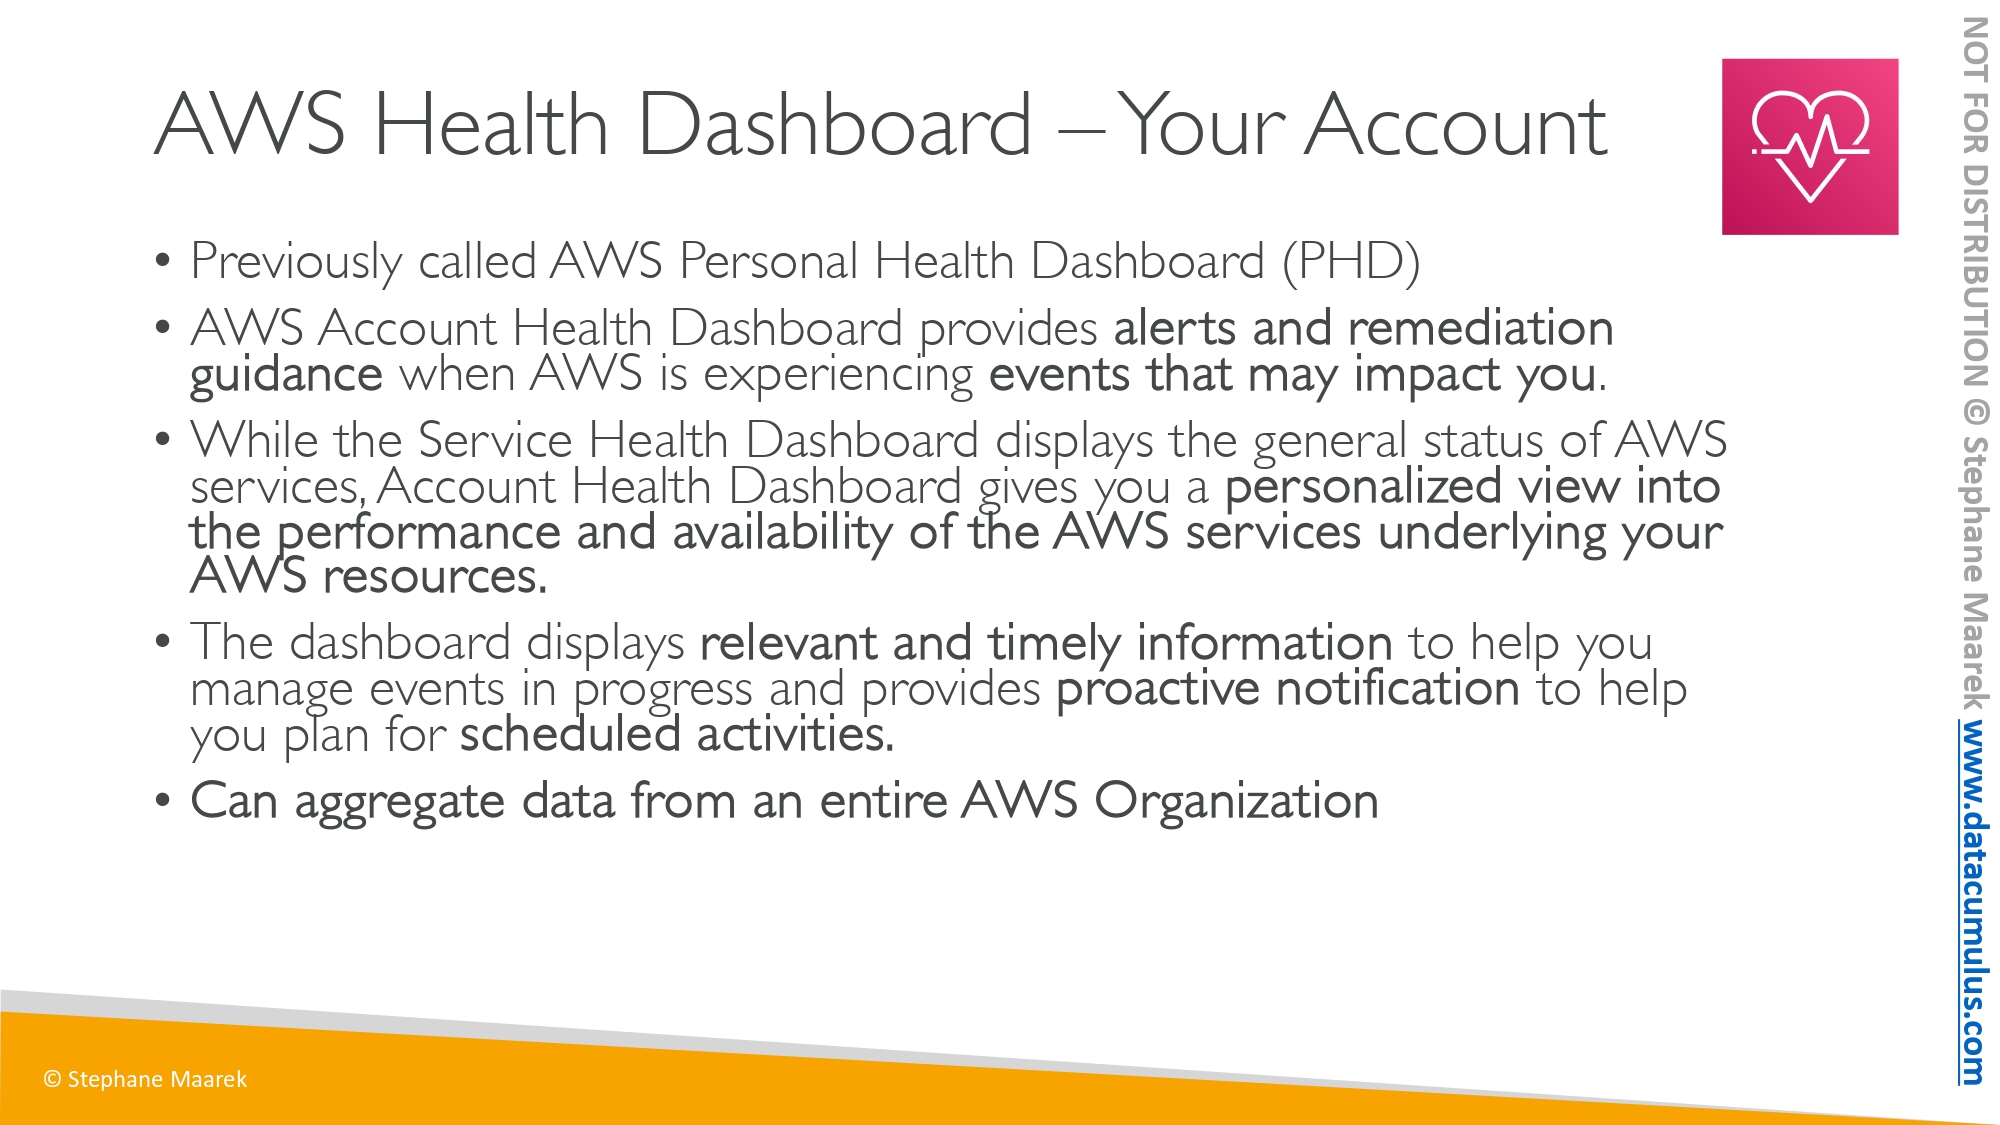 AWS Health Dashboard – Your Account
• Previously called AWS Personal Health Dashboard (PHD)
• AWS Account Health Dashboard provides alerts and remediation
guidance when AWS is experiencing events that may impact you.
• While the Service Health Dashboard displays the general status of AWS
services, Account Health Dashboard gives you a personalized view into
the performance and availability of the AWS services underlying your
AWS resources.
• The dashboard displays relevant and timely information to help you
manage events in progress and provides proactive notification to help
you plan for scheduled activities.
• Can aggregate data from an entire AWS Organization
© Stephane Maarek
NOT FOR DISTRIBUTION © Stephane Maarek www.datacumulus.com